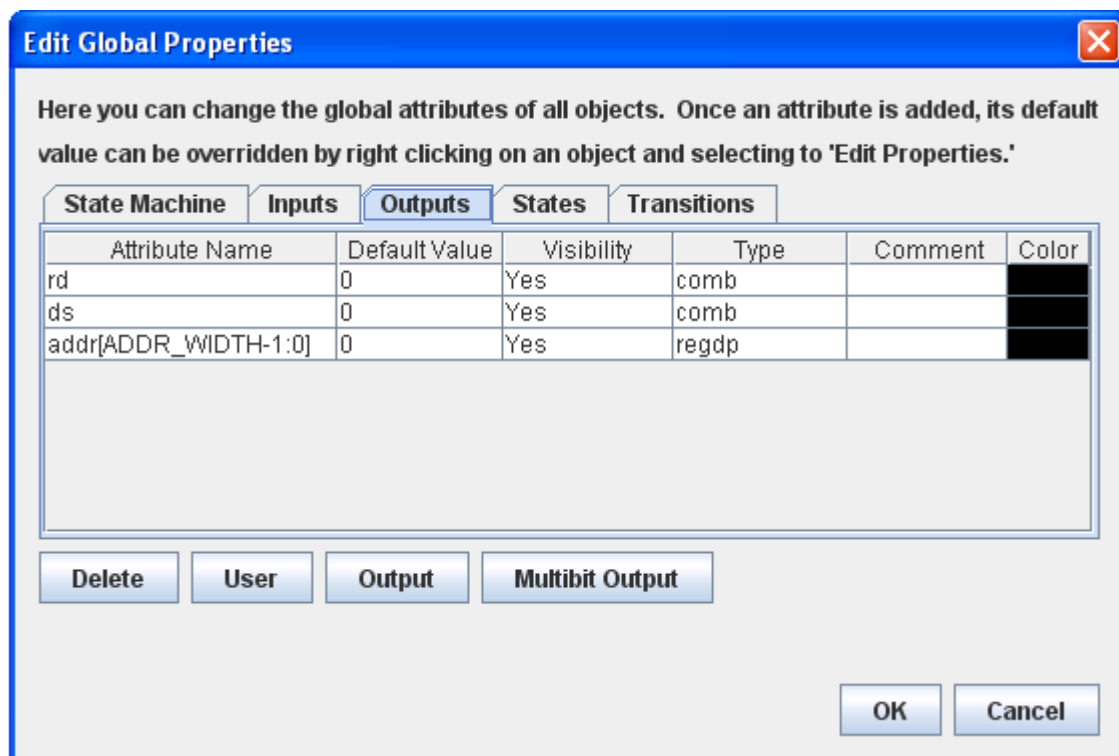 Edit Global Properties
Here you can change the global attributes of all objects.  Once an attribute is added, its default
value can be overridden by right clicking on an object and selecting to 'Edit Properties.'
State Machine Inputs Outputs States Transitions
Attribute Name Default Value Visibility Type Comment Color
rd 0 Yes comb
ds 0 Yes comb
addr[ADDR_WIDTH-1:0] 0 Yes regdp
Delete User Output Multibit Output
OK Cancel